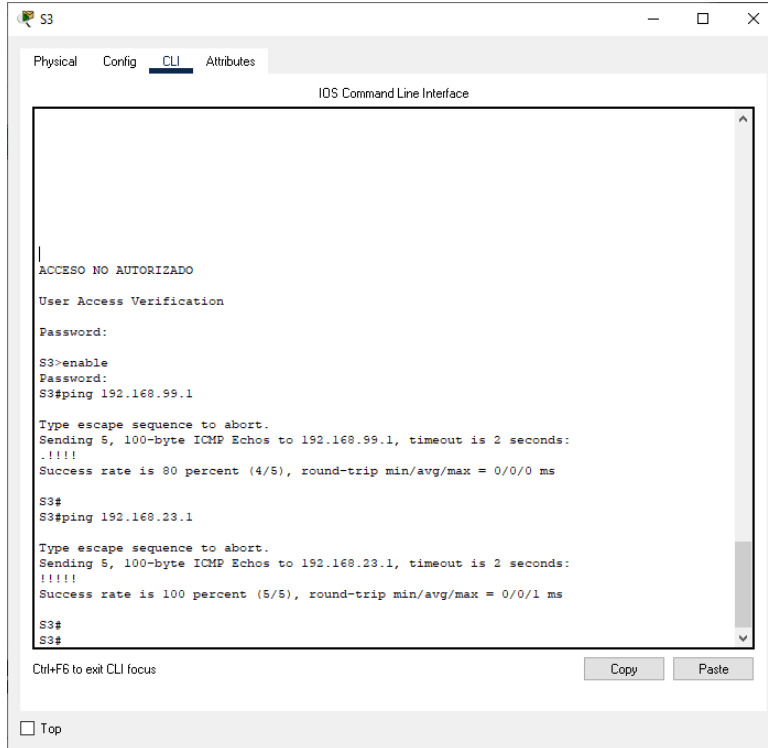 S3
Physical Config CLI Attributes
IOS Command Line Interface
ACCESO NO AUTORIZADO
User Access Verification
Password:
S3>enable
Password:
S3#ping 192.168.99.1
Type escape sequence to abort.
Sending 5, 100-byte ICMP Echos to 192.168.99.1, timeout is 2 seconds:
.!!!!
Success rate is 80 percent (4/5), round-trip min/avg/max = 0/0/0 ms
S3#
S3#ping 192.168.23.1
Type escape sequence to abort.
Sending 5, 100-byte ICMP Echos to 192.168.23.1, timeout is 2 seconds:
!!!!!
Success rate is 100 percent (5/5), round-trip min/avg/max = 0/0/1 ms
S3#
S3#
Ctrl+F6 to exit CLI focus Copy Paste
Top